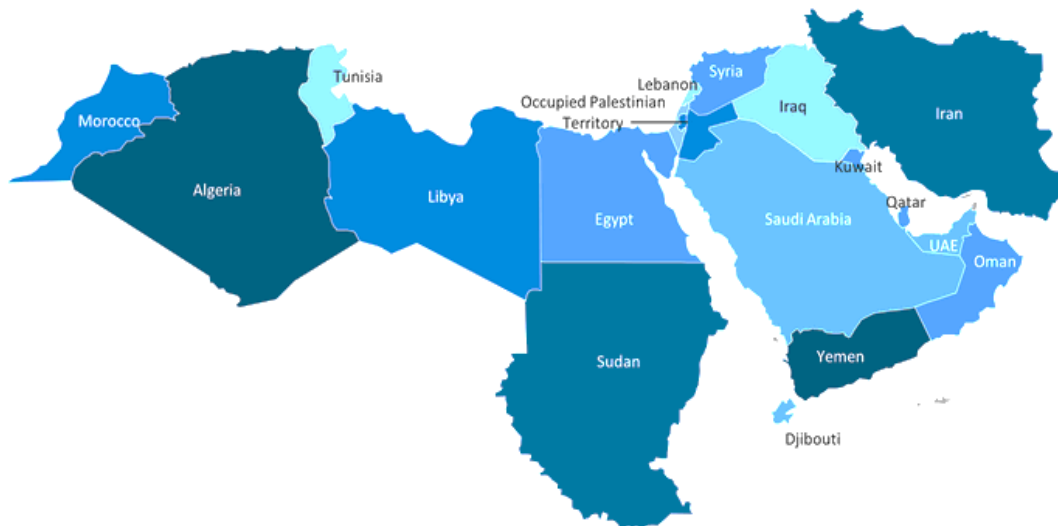 Tunisia
Lebanon
Syria
Occupied Palestinian
Territory
Iraq
Iran
Morocco
Kuwait
Algeria
Libya
Qatar
Egypt
Saudi Arabia
UAE
Oman
Sudan
Yemen
Djibouti